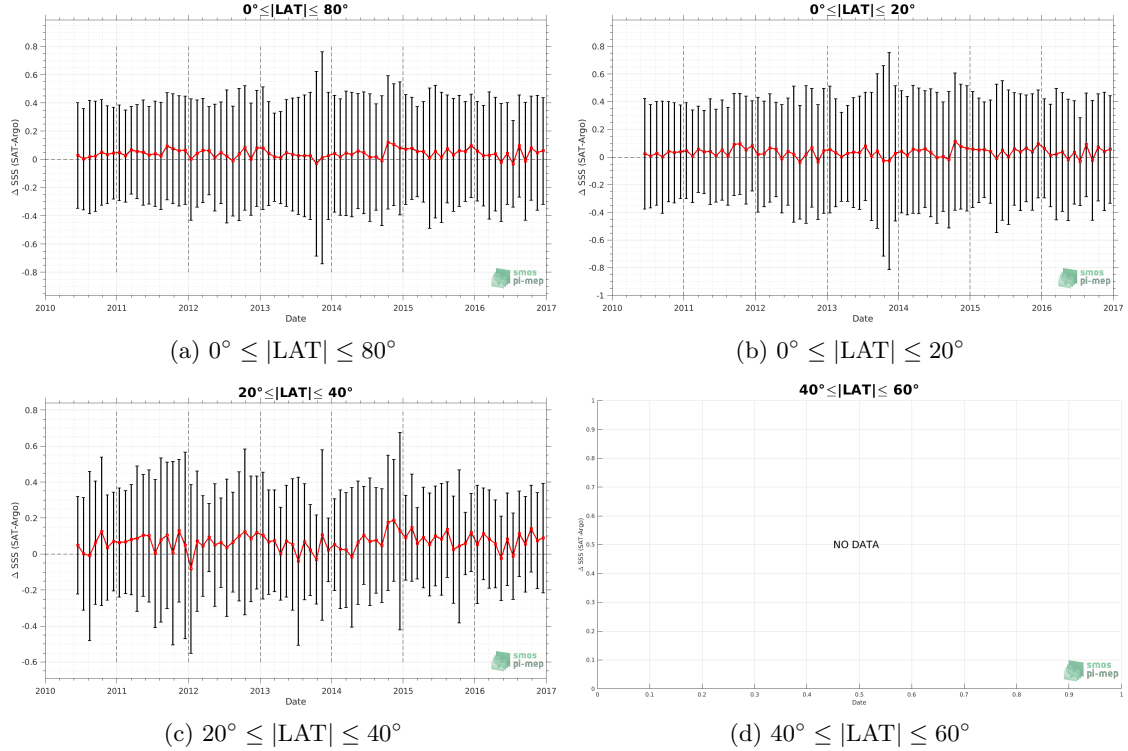 0°≤|LAT|≤ 80°
0.8
0.6
0.4
0.2
0
-0.2
-0.4
-0.6
-0.8
Δ SSS (SAT-Argo)
2010 2011 2012 2013 2014 2015 2016 2017
Date
smos
pi-mep
(a) 0° ≤ |LAT| ≤ 80°
0°≤|LAT|≤ 20°
0.8
0.6
0.4
0.2
0
-0.2
-0.4
-0.6
-0.8
-1
Δ SSS (SAT-Argo)
2010 2011 2012 2013 2014 2015 2016 2017
Date
smos
pi-mep
(b) 0° ≤ |LAT| ≤ 20°
20°≤|LAT|≤ 40°
0.8
0.6
0.4
0.2
0
-0.2
-0.4
-0.6
Δ SSS (SAT-Argo)
2010 2011 2012 2013 2014 2015 2016 2017
Date
smos
pi-mep
(c) 20° ≤ |LAT| ≤ 40°
40°≤|LAT|≤ 60°
1
0.9
0.8
0.7
0.6
0.5
0.4
0.3
0.2
0.1
0
Δ SSS (SAT-Argo)
NO DATA
0 0.1 0.2 0.3 0.4 0.5 0.6 0.7 0.8 0.9 1
Date
smos
pi-mep
(d) 40° ≤ |LAT| ≤ 60°